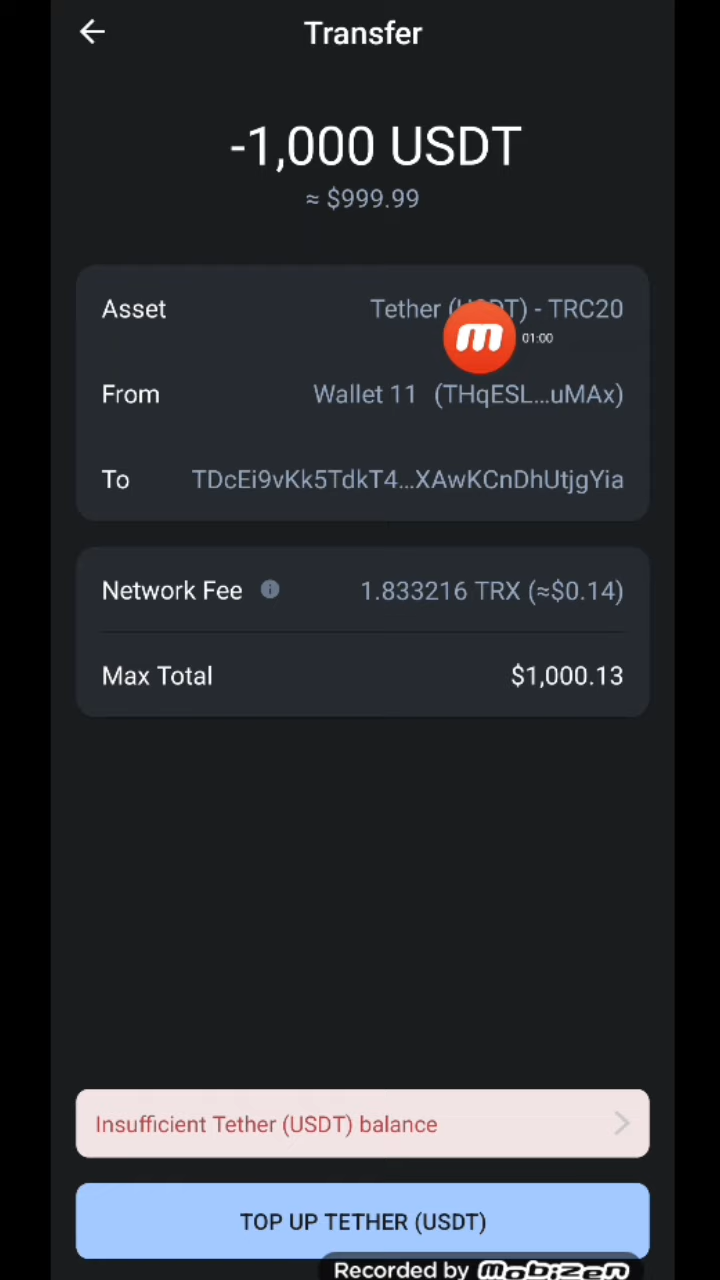 Transfer
-1,000 USDT
≈ $999.99
Asset Tether (USDT) - TRC20
01:00
From Wallet 11 (THqESL...uMAx)
To TDcEi9vKk5TdkT4...XAwKCnDhUtjgYia
Network Fee 1.833216 TRX (≈$0.14)
Max Total $1,000.13
Insufficient Tether (USDT) balance
TOP UP TETHER (USDT)
Recorded by mobizen